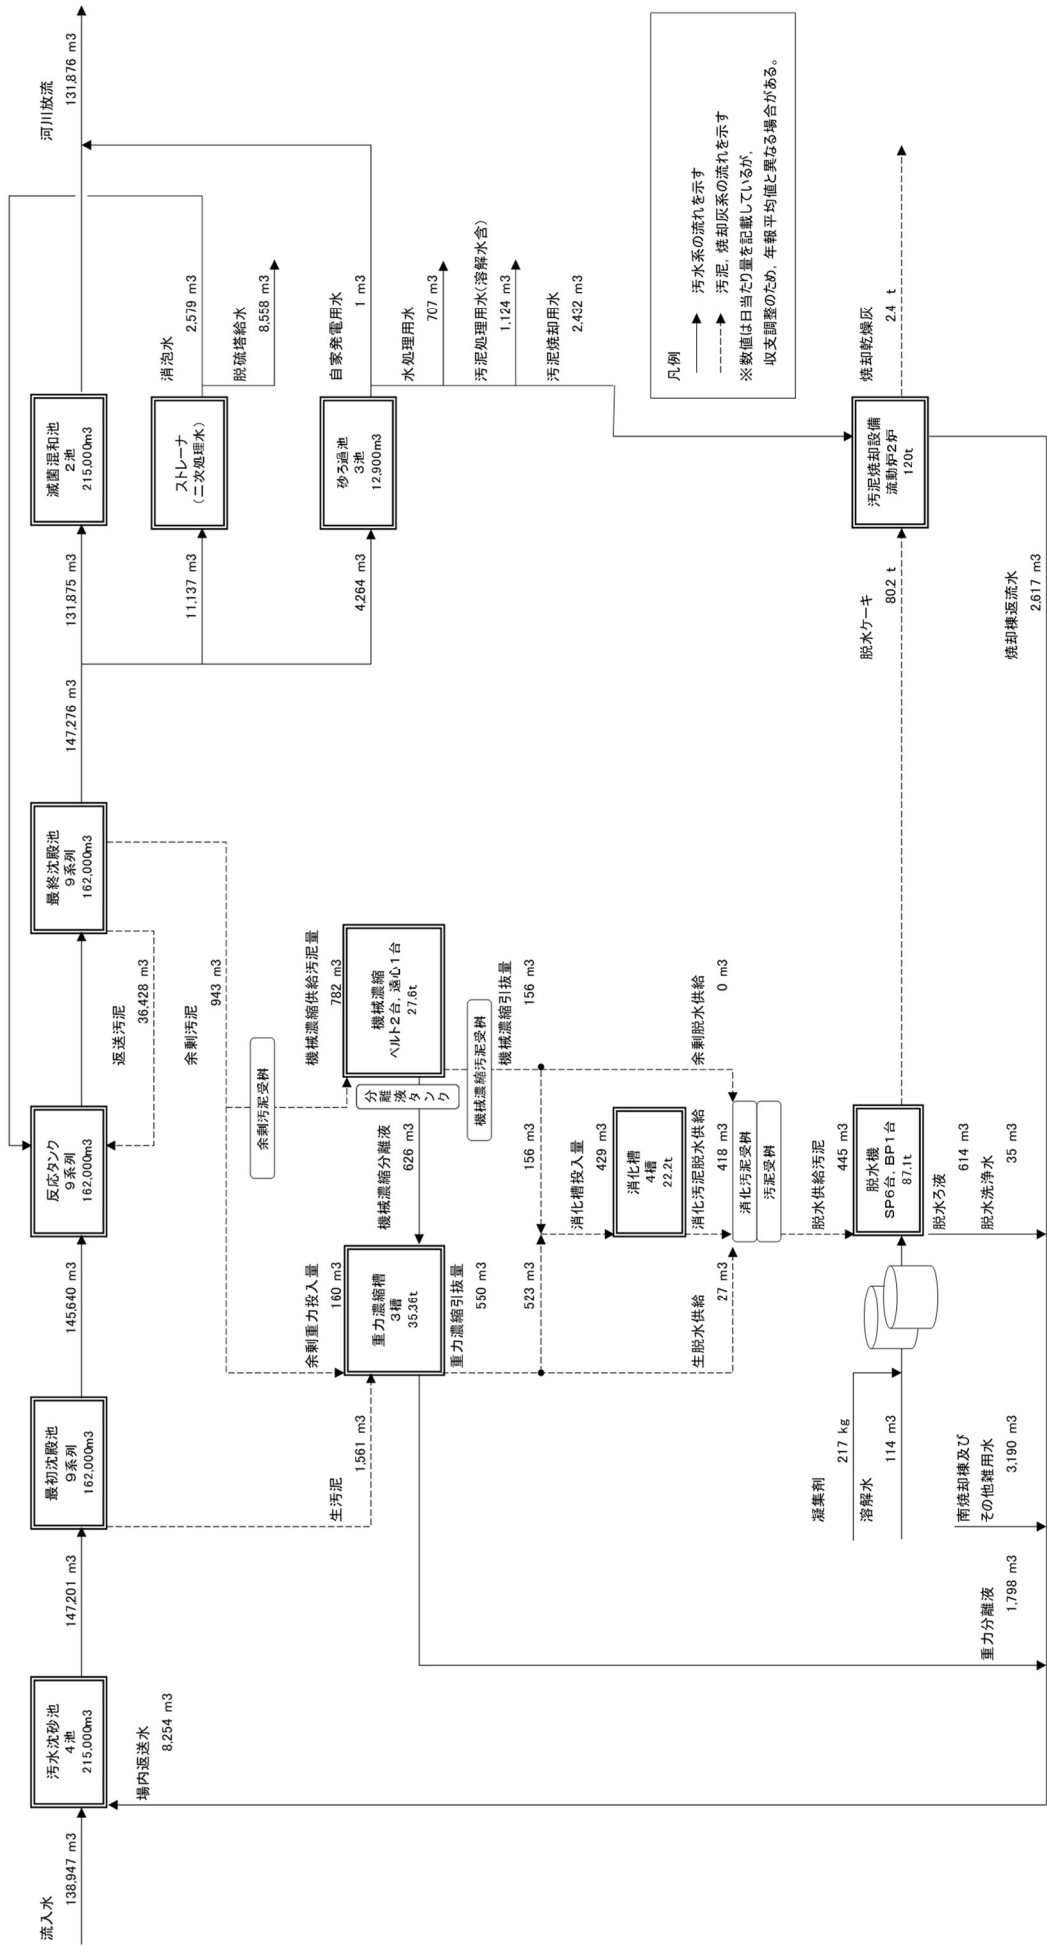 流入水
138,947 m3
汚水沈砂池
4池
215,000m3
147,201 m3
最初沈殿池
9系列
162,000m3
145,640 m3
反応タンク
9系列
162,000m3
返送汚泥
36,428 m3
最終沈殿池
9系列
162,000m3
147,276 m3
131,875 m3
滅菌混和池
2池
215,000m3
河川放流
131,876 m3
11,137 m3
ストレーナ
(二次処理水)
消泡水
2,579 m3
脱硫塔給水
8,558 m3
4,264 m3
砂ろ過池
3池
12,900m3
自家発電用水
1 m3
水処理用水
707 m3
汚泥処理用水(溶解水含)
1,124 m3
汚泥焼却用水
2,432 m3
場内返送水
8,254 m3
生汚泥
1,561 m3
余剰汚泥
943 m3
余剰汚泥受桝
余剰重力投入量
160 m3
重力濃縮槽
3槽
35.36t
機械濃縮分離液
626 m3
分離液タンク
機械濃縮供給汚泥量
782 m3
機械濃縮
ベルト2台, 遠心1台
27.6t
機械濃縮汚泥受桝
機械濃縮引抜量
156 m3
重力濃縮引抜量
550 m3
523 m3
156 m3
消化槽投入量
429 m3
消化槽
4槽
22.2t
生脱水供給
27 m3
消化汚泥脱水供給
418 m3
余剰脱水供給
0 m3
消化汚泥受桝
汚泥受桝
脱水供給汚泥
445 m3
凝集剤
217 kg
溶解水
114 m3
脱水機
SP6台, BP1台
87.1t
脱水ろ液
614 m3
脱水洗浄水
35 m3
脱水ケーキ
80.2 t
汚泥焼却設備
流動炉2炉
120t
焼却乾燥灰
2.4 t
重力分離液
1,798 m3
南焼却棟及び
その他雑用水
3,190 m3
焼却棟返流水
2,617 m3
凡例
汚水系の流れを示す
汚泥, 焼却灰系の流れを示す
※数値は日当たり量を記載しているが,
収支調整のため, 年報平均値と異なる場合がある。